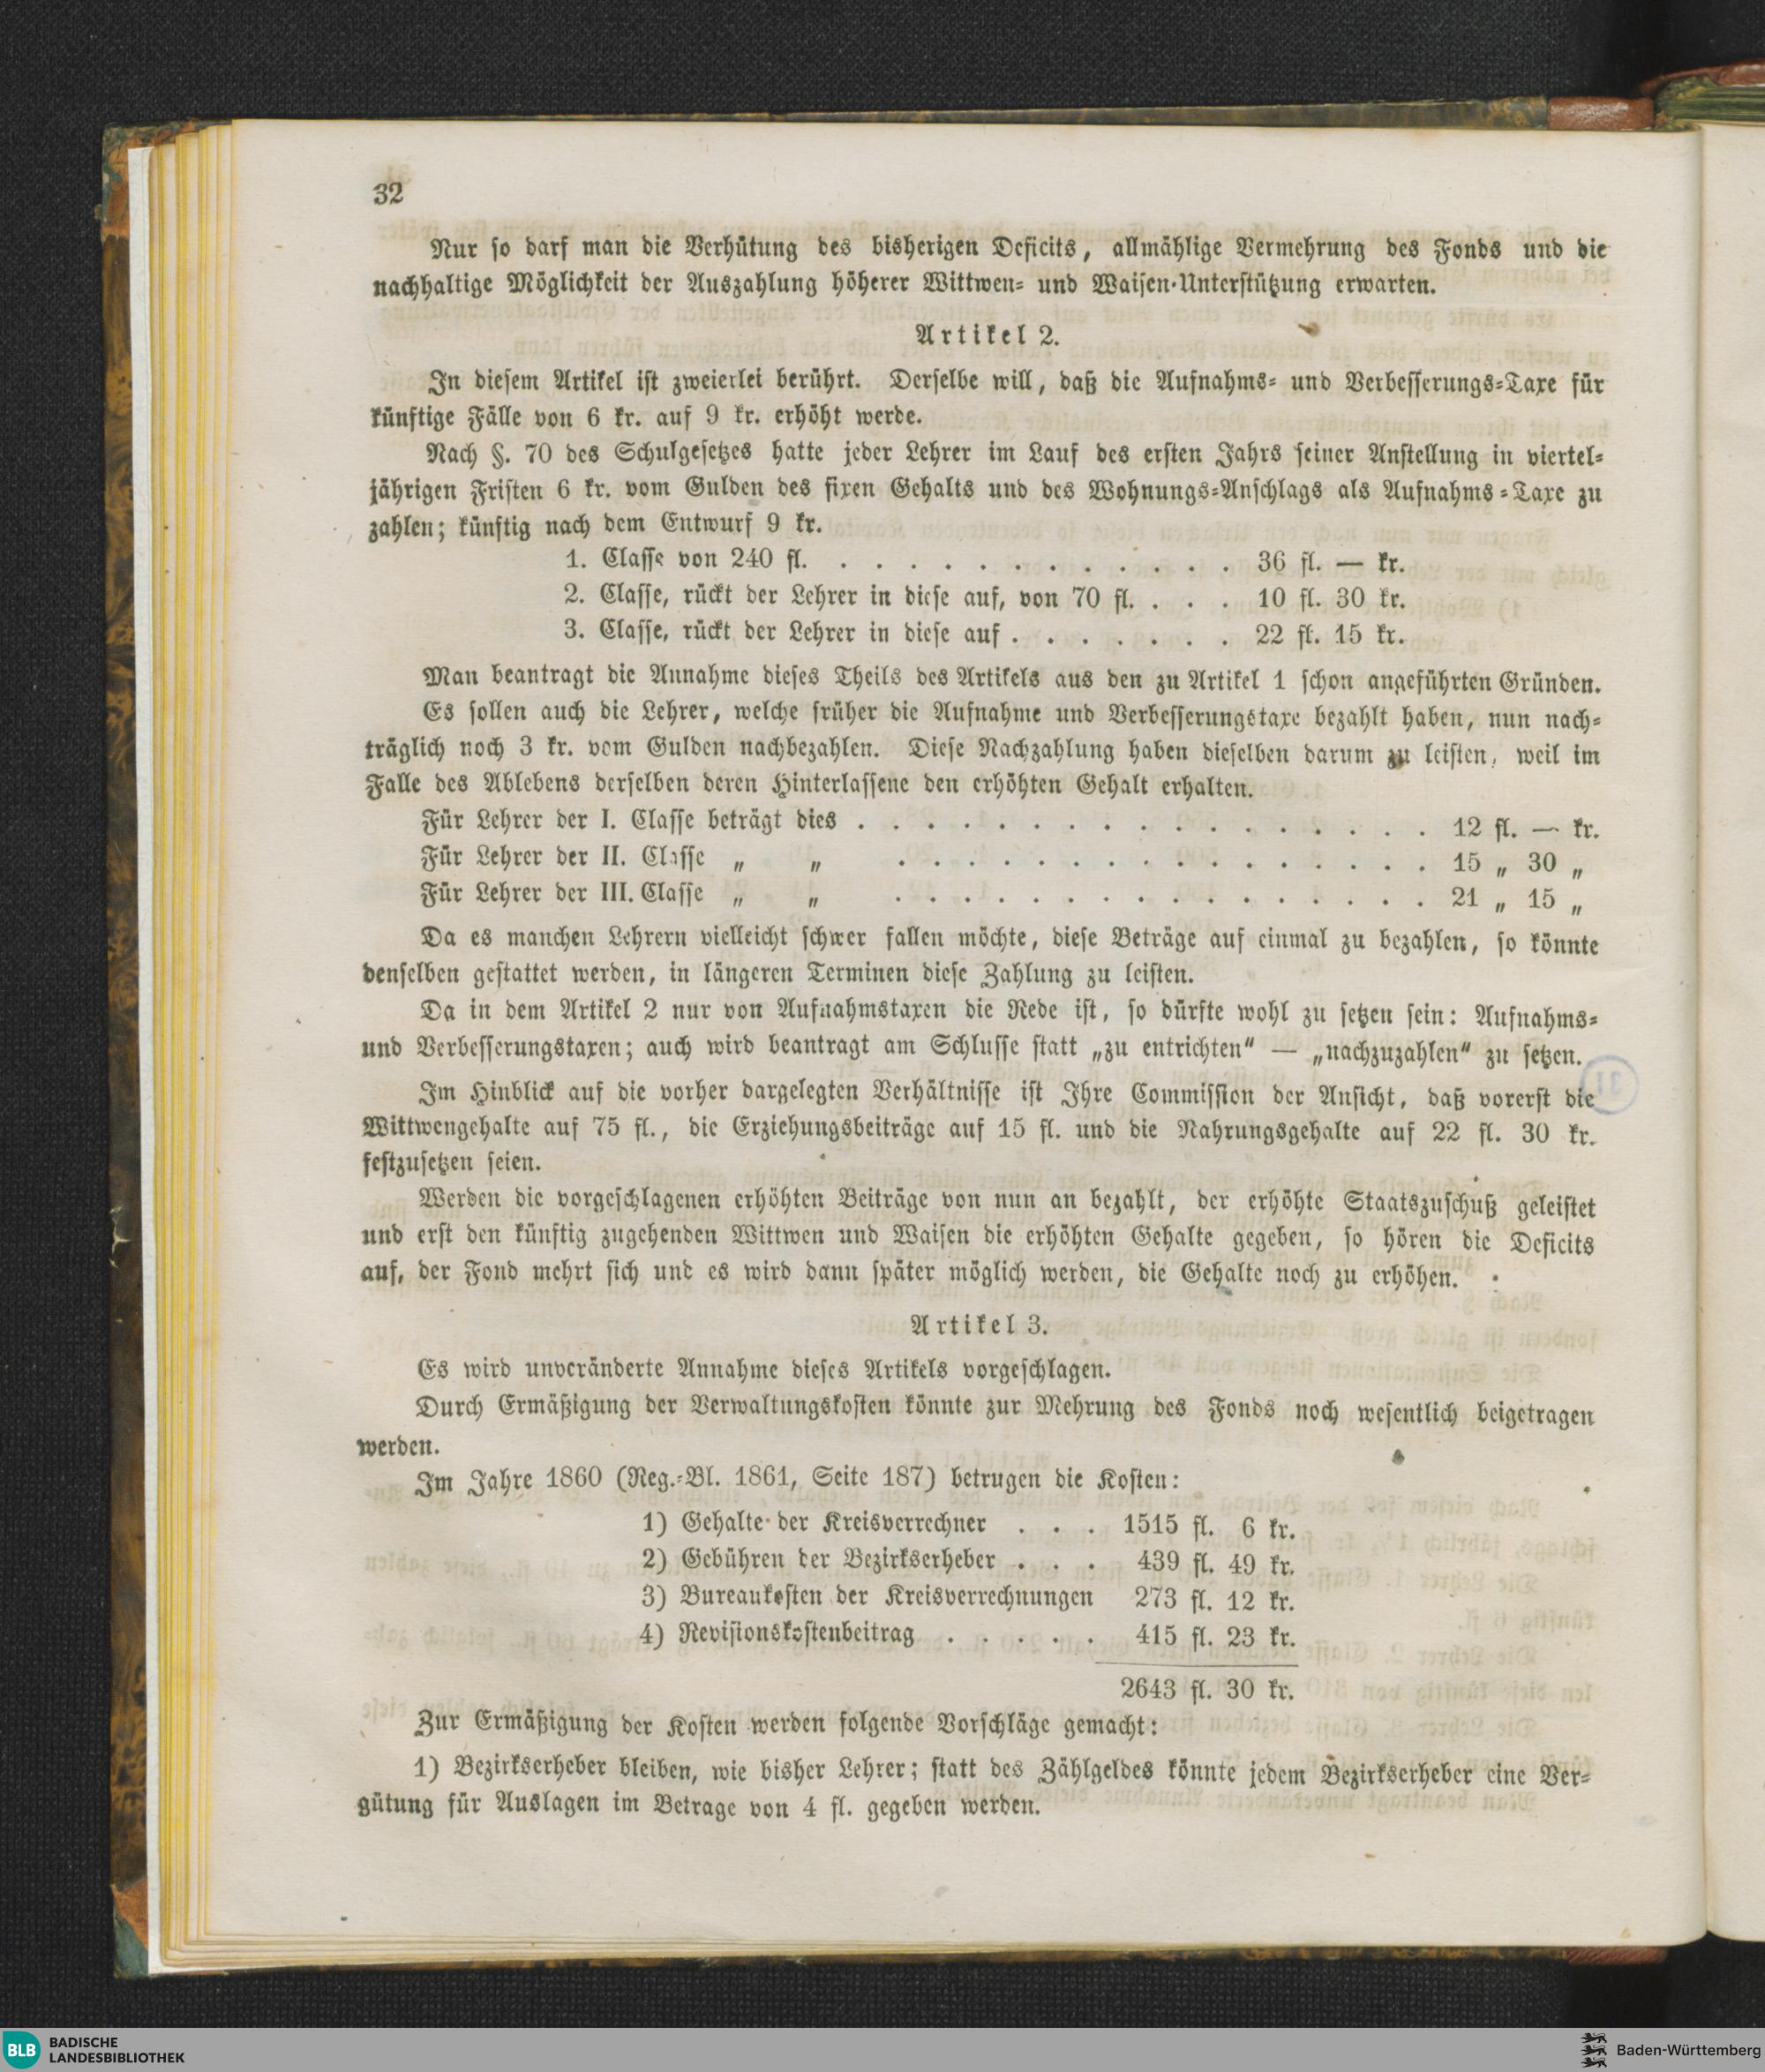 32
Nur so darf man die Verhütung des bisherigen Deficits, allmählige Vermehrung des Fonds und die
nachhaltige Möglichkeit der Auszahlung höherer Wittwen- und Waisen-Unterstützung erwarten.
Artikel 2.
In diesem Artikel ist zweierlei berührt. Derselbe will, daß die Aufnahms- und Verbesserungs-Taxe für
künftige Fälle von 6 kr. auf 9 kr. erhöht werde.
Nach §. 70 des Schulgesetzes hatte jeder Lehrer im Lauf des ersten Jahrs seiner Anstellung in viertel-
jährigen Fristen 6 kr. vom Gulden des fixen Gehalts und des Wohnungs-Anschlags als Aufnahms-Taxe zu
zahlen; künftig nach dem Entwurf 9 kr.
1. Classe von 240 fl. . . . . . . . . . . . . 36 fl. — kr.
2. Classe, rückt der Lehrer in diese auf, von 70 fl. . . . 10 fl. 30 kr.
3. Classe, rückt der Lehrer in diese auf . . . . . . . 22 fl. 15 kr.
Man beantragt die Annahme dieses Theils des Artikels aus den zu Artikel 1 schon angeführten Gründen.
Es sollen auch die Lehrer, welche früher die Aufnahme und Verbesserungstaxe bezahlt haben, nun nach-
träglich noch 3 kr. vom Gulden nachbezahlen. Diese Nachzahlung haben dieselben darum zu leisten, weil im
Falle des Ablebens derselben deren Hinterlassene den erhöhten Gehalt erhalten.
Für Lehrer der I. Classe beträgt dies . . . . . . . . . . . . . . . . . 12 fl. — kr.
Für Lehrer der II. Classe „ „ . . . . . . . . . . . . . . . . 15 „ 30 „
Für Lehrer der III. Classe „ „ . . . . . . . . . . . . . . . . 21 „ 15 „
Da es manchen Lehrern vielleicht schwer fallen möchte, diese Beträge auf einmal zu bezahlen, so könnte
denselben gestattet werden, in längeren Terminen diese Zahlung zu leisten.
Da in dem Artikel 2 nur von Aufnahmstaxen die Rede ist, so dürfte wohl zu setzen sein: Aufnahms-
und Verbesserungstaxen; auch wird beantragt am Schlusse statt „zu entrichten“ — „nachzuzahlen“ zu setzen.
Im Hinblick auf die vorher dargelegten Verhältnisse ist Ihre Commission der Ansicht, daß vorerst die
Wittwengehalte auf 75 fl., die Erziehungsbeiträge auf 15 fl. und die Nahrungsgehalte auf 22 fl. 30 kr.
festzusetzen seien.
Werden die vorgeschlagenen erhöhten Beiträge von nun an bezahlt, der erhöhte Staatszuschuß geleistet
und erst den künftig zugehenden Wittwen und Waisen die erhöhten Gehalte gegeben, so hören die Deficits
auf, der Fond mehrt sich und es wird dann später möglich werden, die Gehalte noch zu erhöhen.
Artikel 3.
Es wird unveränderte Annahme dieses Artikels vorgeschlagen.
Durch Ermäßigung der Verwaltungskosten könnte zur Mehrung des Fonds noch wesentlich beigetragen
werden.
Im Jahre 1860 (Reg.-Bl. 1861, Seite 187) betrugen die Kosten:
1) Gehalte der Kreisverrechner . . . 1515 fl. 6 kr.
2) Gebühren der Bezirkserheber . . . 439 fl. 49 kr.
3) Bureaukosten der Kreisverrechnungen 273 fl. 12 kr.
4) Revisionskostenbeitrag . . . . . 415 fl. 23 kr.
2643 fl. 30 kr.
Zur Ermäßigung der Kosten werden folgende Vorschläge gemacht:
1) Bezirkserheber bleiben, wie bisher Lehrer; statt des Zählgeldes könnte jedem Bezirkserheber eine Ver-
gütung für Auslagen im Betrage von 4 fl. gegeben werden.
BLB BADISCHE
LANDESBIBLIOTHEK
Baden-Württemberg